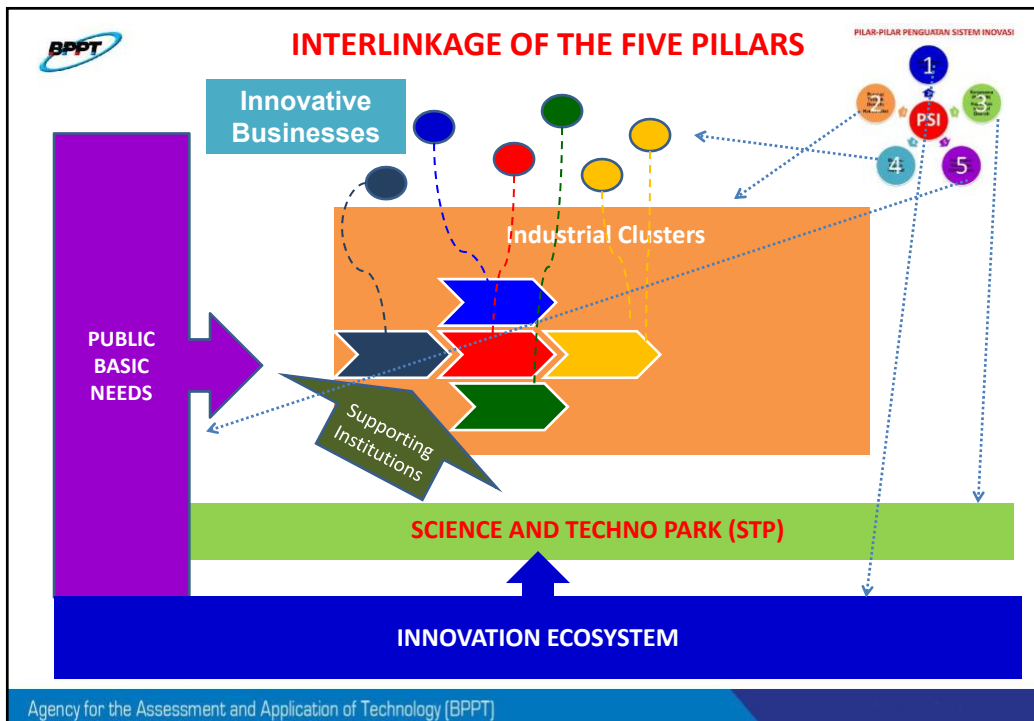 BPPT
INTERLINKAGE OF THE FIVE PILLARS
PILAR-PILAR PENGUATAN SISTEM INOVASI
1
2
3
PSI
4
5
Innovative
Businesses
Industrial Clusters
PUBLIC
BASIC
NEEDS
Supporting
Institutions
SCIENCE AND TECHNO PARK (STP)
INNOVATION ECOSYSTEM
Agency for the Assessment and Application of Technology (BPPT)